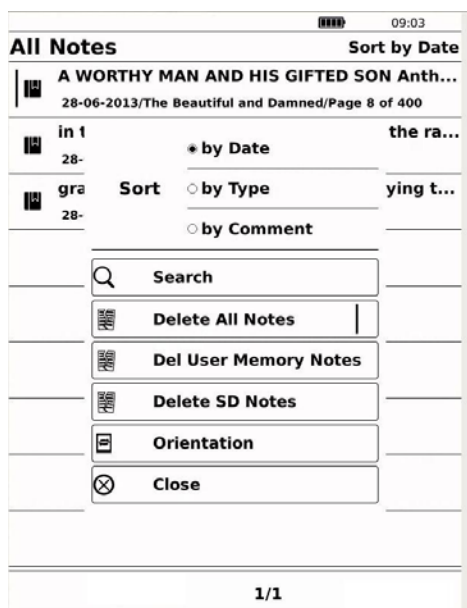 09:03
All Notes Sort by Date
A WORTHY MAN AND HIS GIFTED SON Anth...
28-06-2013/The Beautiful and Damned/Page 8 of 400
in t the ra...
28-
by Date
gra ying t...
Sort by Type
28-
by Comment
Search
Delete All Notes
Del User Memory Notes
Delete SD Notes
Orientation
Close
1/1